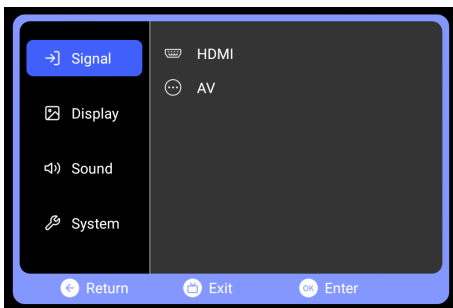 Signal
HDMI
AV
Display
Sound
System
Return
Exit
OK Enter